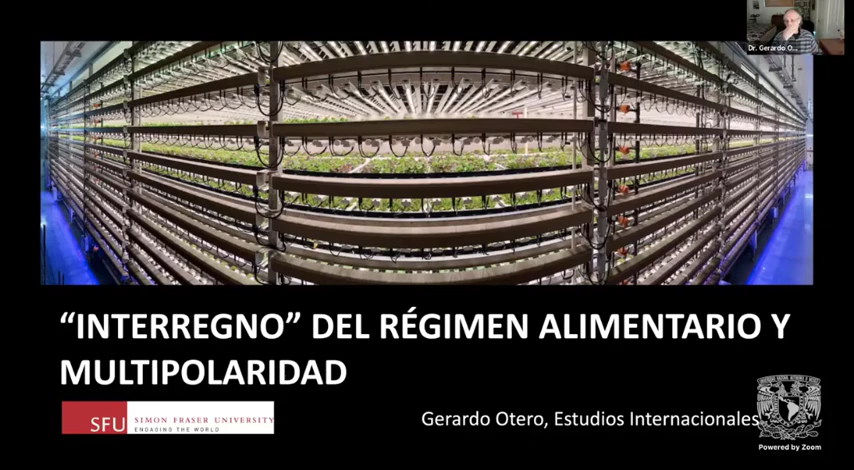 Dr. Gerardo O...
“INTERREGNO” DEL RÉGIMEN ALIMENTARIO Y
MULTIPOLARIDAD
SFU SIMON FRASER UNIVERSITY
ENGAGING THE WORLD
Gerardo Otero, Estudios Internacionales
Powered by Zoom